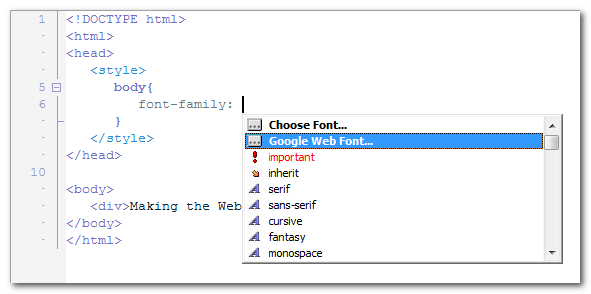 1 <!DOCTYPE html>
<html>
<head>
<style>
5 body{
6 font-family:
}
</style>
</head>
10
<body>
<div>Making the Web
</body>
</html>
Choose Font...
Google Web Font...
important
inherit
serif
sans-serif
cursive
fantasy
monospace